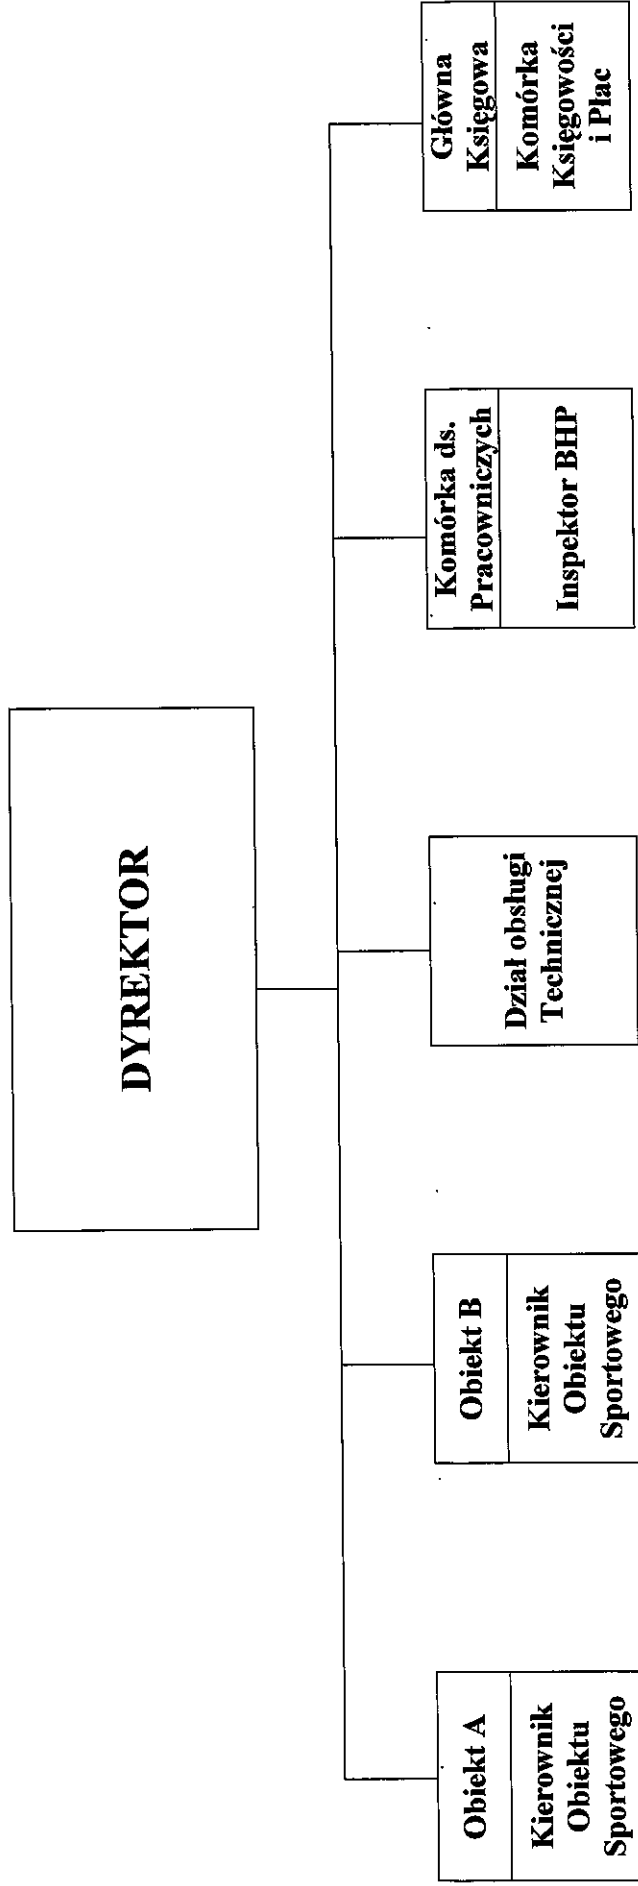 DYREKTOR
Obiekt A
Kierownik
Obiektu
Sportowego
Obiekt B
Kierownik
Obiektu
Sportowego
Dział obsługi
Technicznej
Komórka ds.
Pracowniczych
Inspektor BHP
Główna
Księgowa
Komórka
Księgowości
i Płac